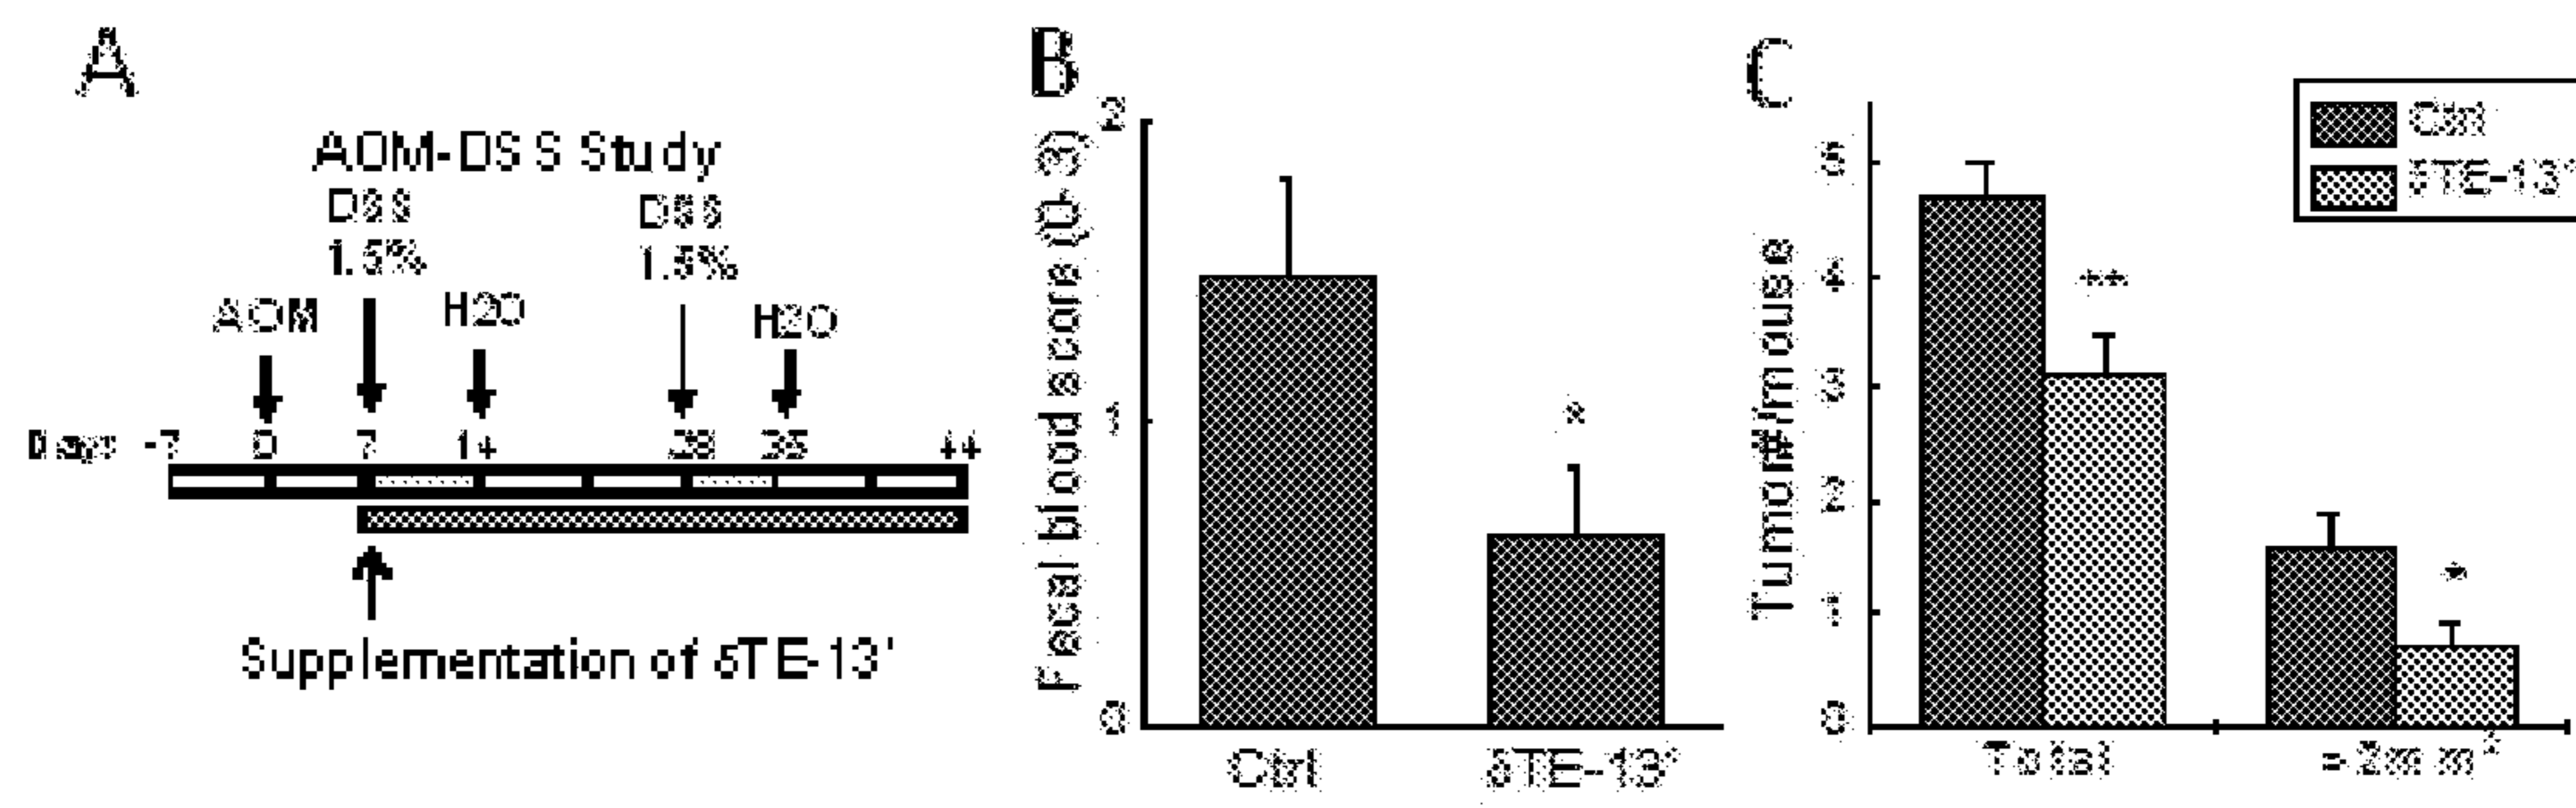 A
AOM-DSS Study
DSS
1.5%
DSS
1.5%
AOM
H2O
H2O
Days -7 0 7 14 28 35 44
Supplementation of δTE-13'
B
Fecal blood score (0-3)
2
1
0
Ctrl
δTE-13'
C
Tumor#/mouse
5
4
3
2
1
0
**
*
*
Ctrl
δTE-13'
Total
2mm²